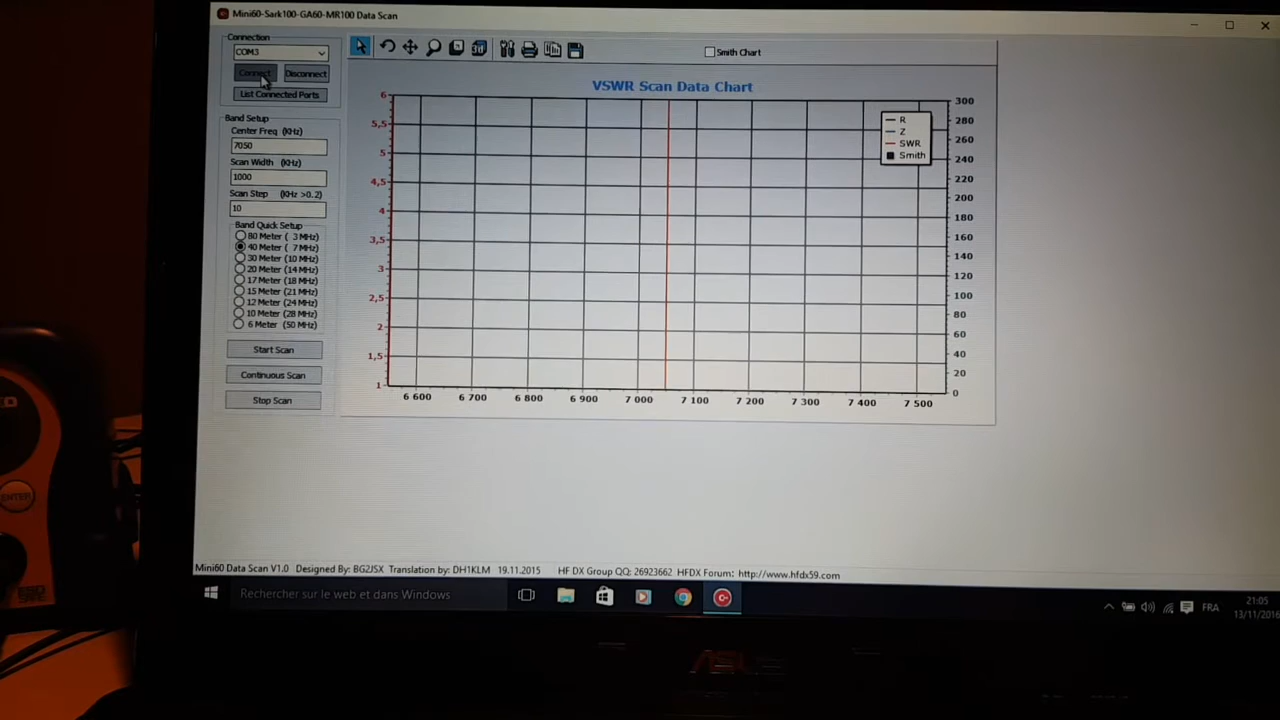 Mini60-Sark100-GA60-MR100 Data Scan
Connection
COM3
Connect Disconnect
List Connected Ports
Band Setup
Center Freq (KHz)
7050
Scan Width (KHz)
1000
Scan Step (KHz >0.2)
10
Band Quick Setup
80 Meter ( 3 MHz)
40 Meter ( 7 MHz)
30 Meter (10 MHz)
20 Meter (14 MHz)
17 Meter (18 MHz)
15 Meter (21 MHz)
12 Meter (24 MHz)
10 Meter (28 MHz)
6 Meter (50 MHz)
Start Scan
Continuous Scan
Stop Scan
Smith Chart
VSWR Scan Data Chart
6
5,5
5
4,5
4
3,5
3
2,5
2
1,5
1
R
Z
SWR
Smith
300
280
260
240
220
200
180
160
140
120
100
80
60
40
20
0
6 600 6 700 6 800 6 900 7 000 7 100 7 200 7 300 7 400 7 500
Mini60 Data Scan V1.0 Designed By: BG2JSX Translation by: DH1KLM 19.11.2015 HF DX Group QQ: 26923662 HFDX Forum: http://www.hfdx59.com
Rechercher sur le web et dans Windows
FRA
21:05
13/11/2016
ENTER
ASUS